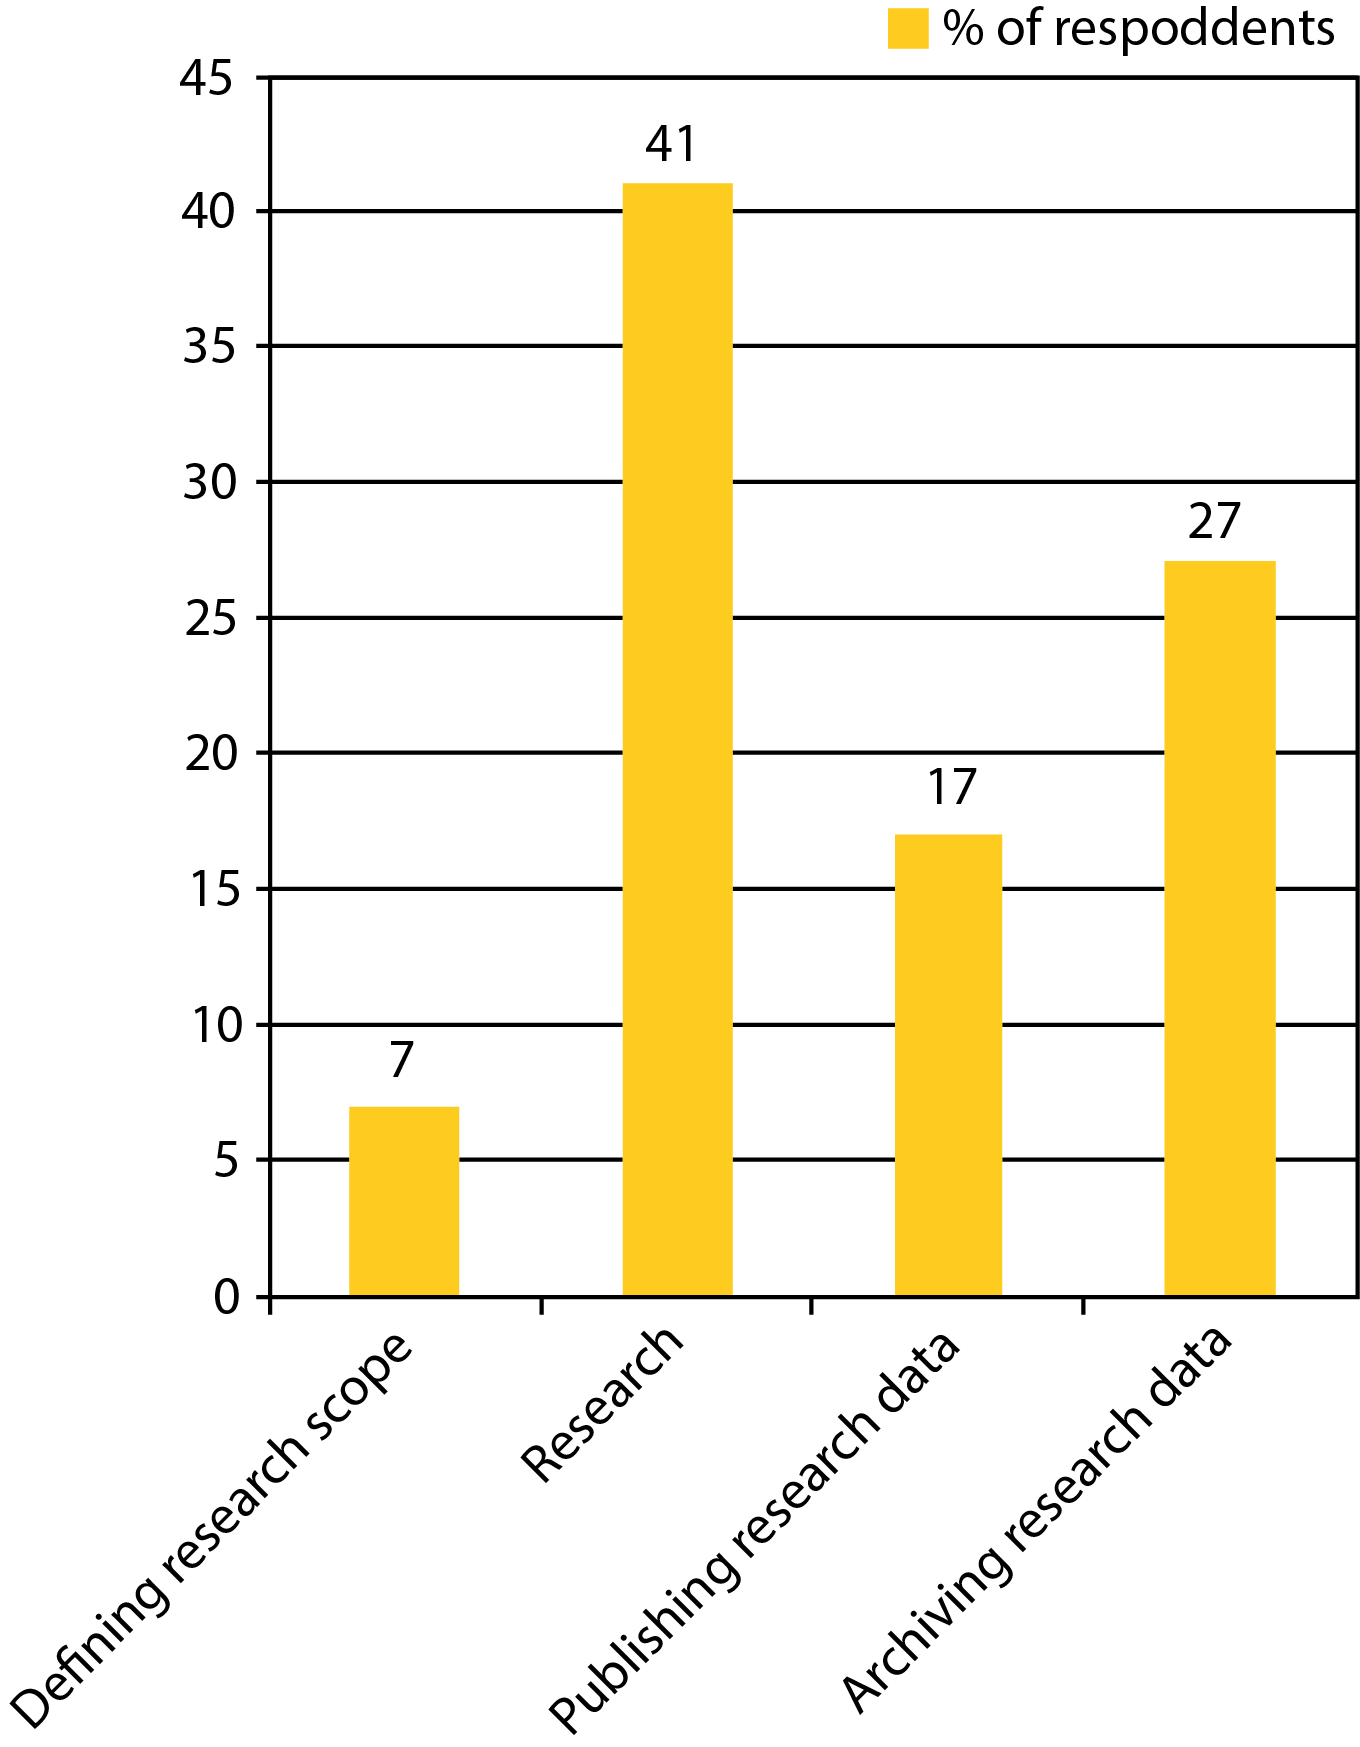 % of respoddents
45
41
40
35
30
27
25
20
17
15
10
7
5
0
Defining research scope
Research
Publishing research data
Archiving research data